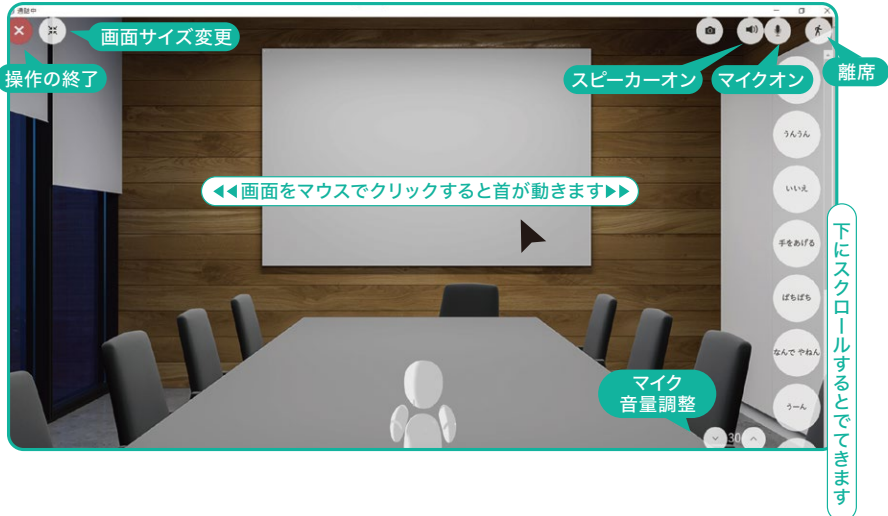 通話中
画面サイズ変更
操作の終了
スピーカーオン
マイクオン
離席
うんうん
いいえ
手をあげる
ぱちぱち
なんで やねん
うーん
◀◀画面をマウスでクリックすると首が動きます▶▶
下にスクロールするとでてきます
マイク
音量調整
30